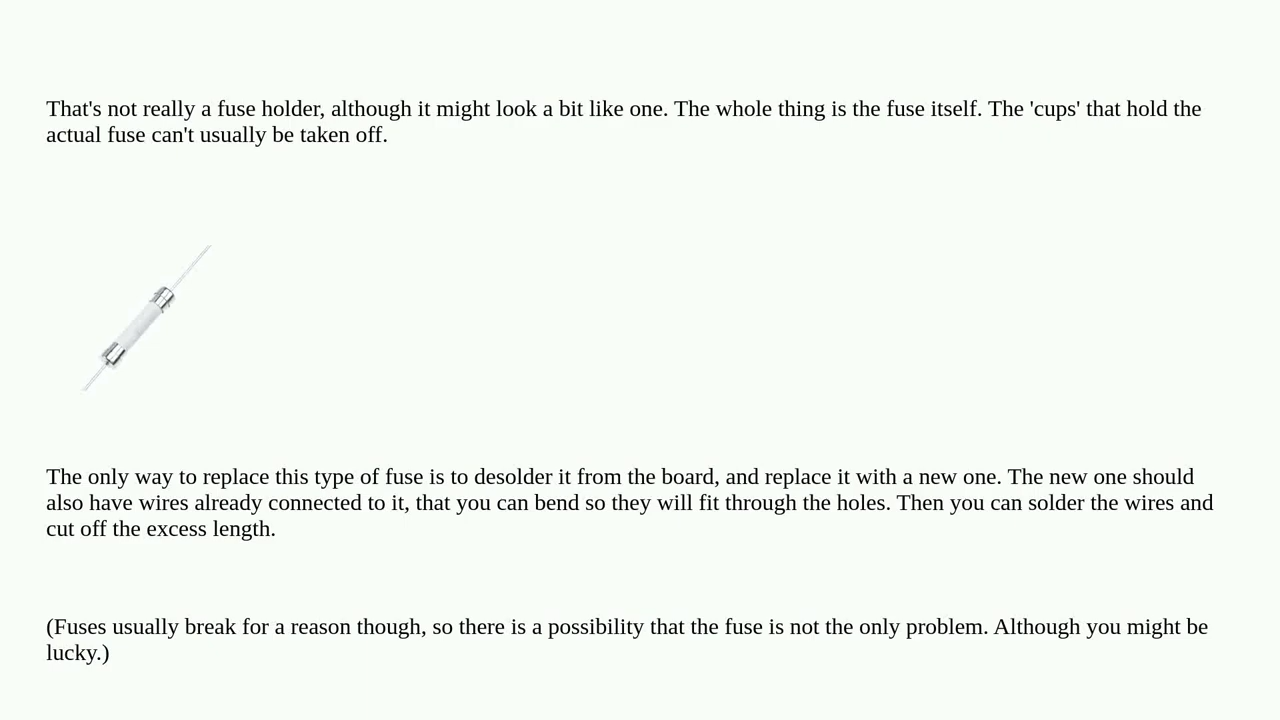 That's not really a fuse holder, although it might look a bit like one. The whole thing is the fuse itself. The 'cups' that hold the
actual fuse can't usually be taken off.
The only way to replace this type of fuse is to desolder it from the board, and replace it with a new one. The new one should
also have wires already connected to it, that you can bend so they will fit through the holes. Then you can solder the wires and
cut off the excess length.
(Fuses usually break for a reason though, so there is a possibility that the fuse is not the only problem. Although you might be
lucky.)